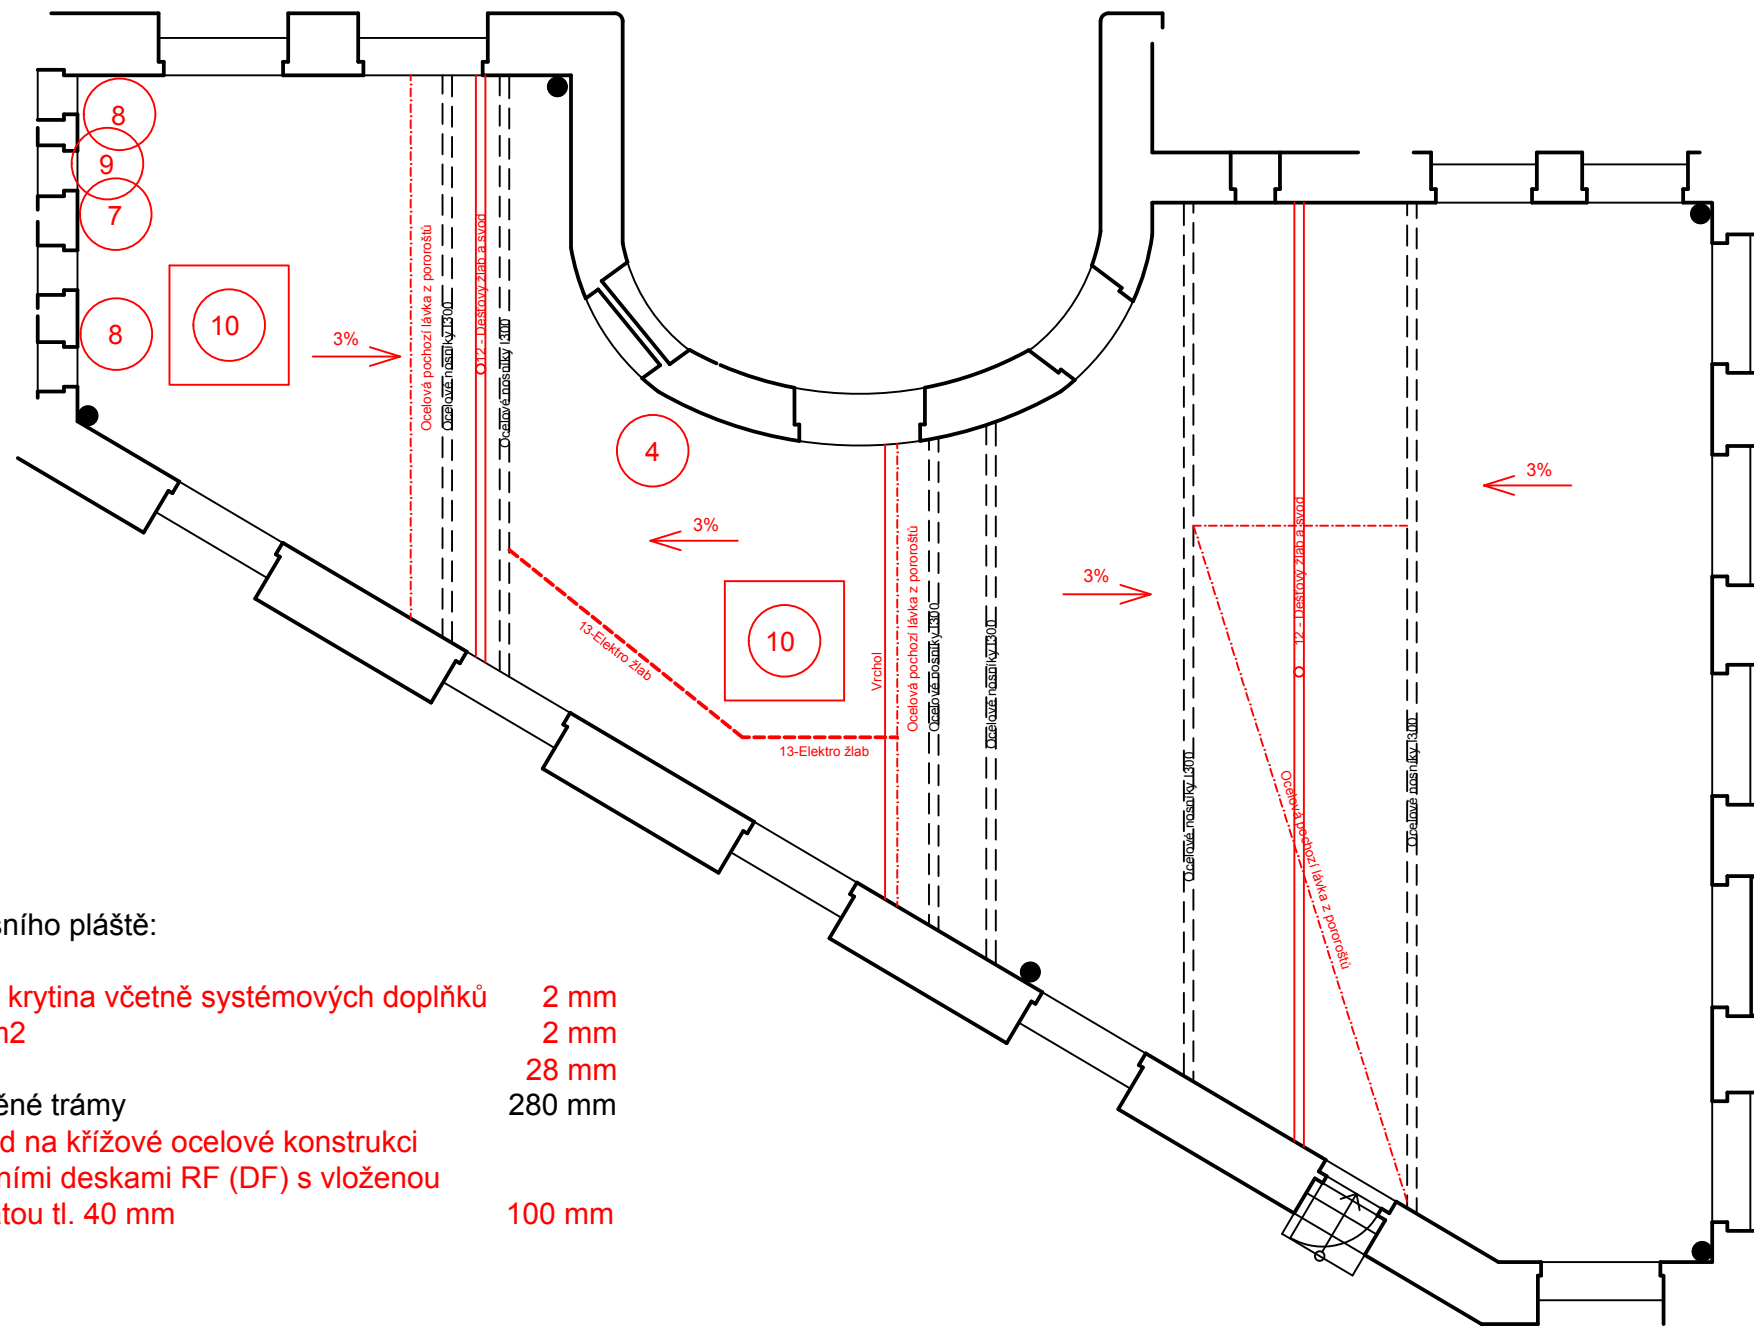 8
9
7
8
10
3%
Ocelová pochozí lávka z pororoštů
Ocelové nosníky I300
12 - Dešťový žlab a svod
Ocelové nosníky I300
4
3%
10
13-Elektro žlab
13-Elektro žlab
Vrchol
Ocelová pochozí lávka z pororoštů
Ocelové nosníky I300
Ocelové nosníky I300
3%
Ocelové nosníky I300
12 - Dešťový žlab a svod
Ocelová pochozí lávka z pororoštů
Ocelové nosníky I300
3%
šního pláště:
krytina včetně systémových doplňků 2 mm
m2 2 mm
28 mm
ěné trámy 280 mm
d na křížové ocelové konstrukci
ními deskami RF (DF) s vloženou
atou tl. 40 mm 100 mm